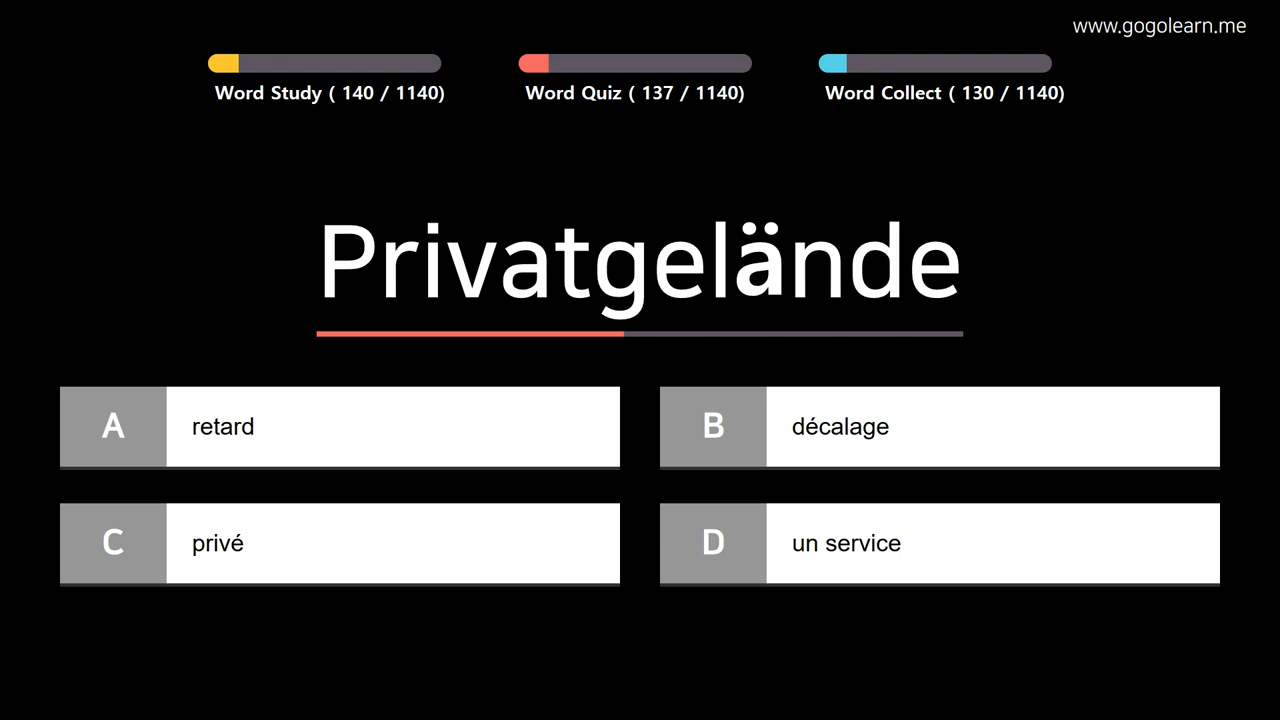 www.gogolearn.me
Word Study ( 140 / 1140)
Word Quiz ( 137 / 1140)
Word Collect ( 130 / 1140)
Privatgelände
A retard
B décalage
C privé
D un service